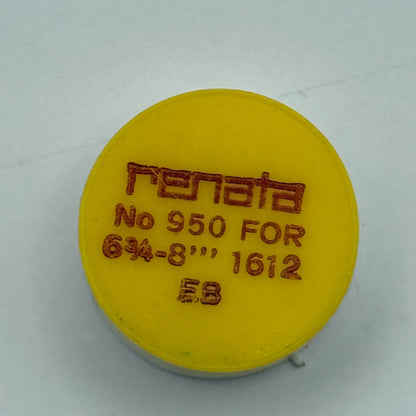 renata
No 950 FOR
6¾-8''' 1612
EB